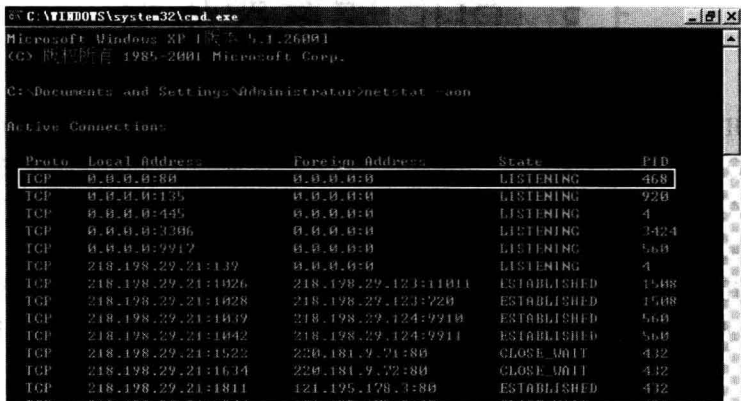 C:\WINDOWS\system32\cmd.exe
Microsoft Windows XP [版本 5.1.2600]
(C) 版权所有 1985-2001 Microsoft Corp.
C:\Documents and Settings\Administrator>netstat -aon
Active Connections
Proto Local Address Foreign Address State PID
TCP 0.0.0.0:80 0.0.0.0:0 LISTENING 468
TCP 0.0.0.0:135 0.0.0.0:0 LISTENING 920
TCP 0.0.0.0:445 0.0.0.0:0 LISTENING 4
TCP 0.0.0.0:3306 0.0.0.0:0 LISTENING 3424
TCP 0.0.0.0:9917 0.0.0.0:0 LISTENING 560
TCP 218.198.29.21:139 0.0.0.0:0 LISTENING 4
TCP 218.198.29.21:1026 218.198.29.123:11011 ESTABLISHED 1508
TCP 218.198.29.21:1028 218.198.29.123:720 ESTABLISHED 1508
TCP 218.198.29.21:1039 218.198.29.124:9910 ESTABLISHED 560
TCP 218.198.29.21:1042 218.198.29.124:9911 ESTABLISHED 560
TCP 218.198.29.21:1522 220.181.9.71:80 CLOSE_WAIT 432
TCP 218.198.29.21:1634 220.181.9.72:80 CLOSE_WAIT 432
TCP 218.198.29.21:1811 121.195.178.3:80 ESTABLISHED 432